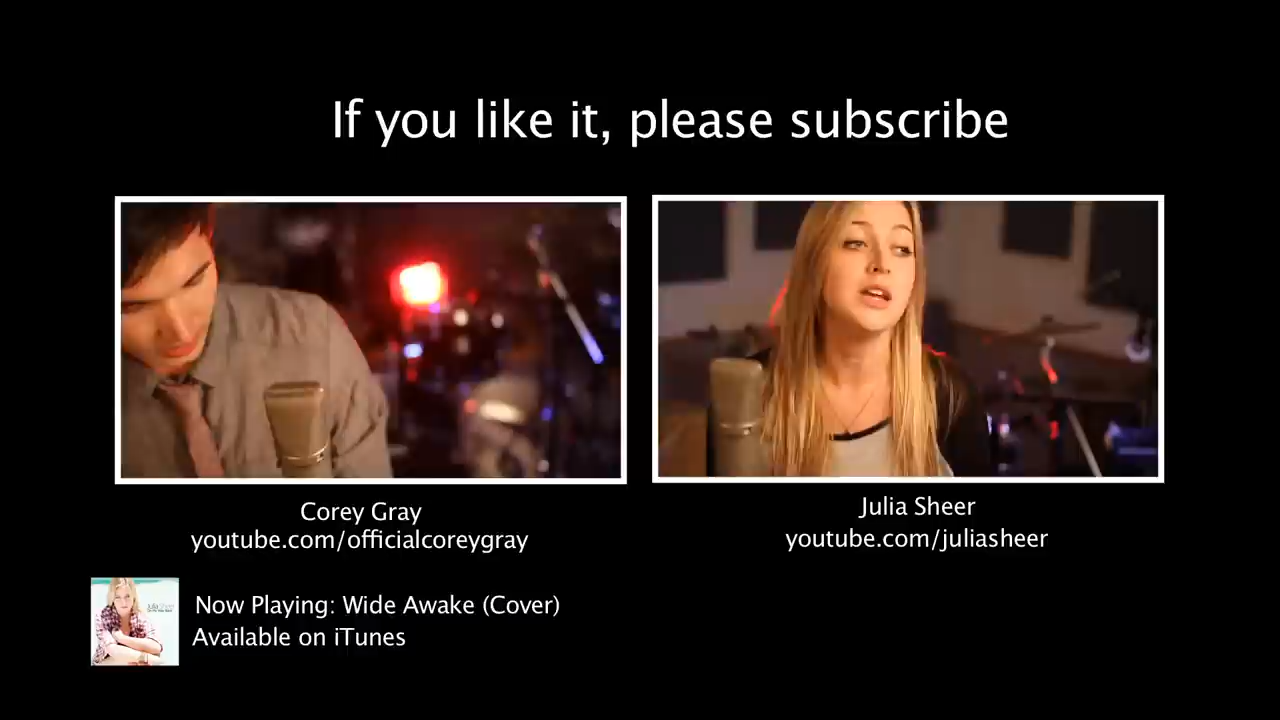 If you like it, please subscribe
Corey Gray
youtube.com/officialcoreygray
Julia Sheer
youtube.com/juliasheer
Now Playing: Wide Awake (Cover)
Available on iTunes